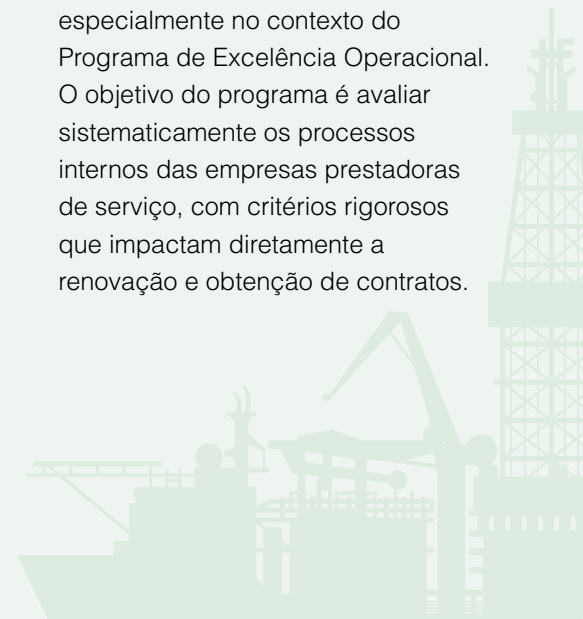 especialmente no contexto do
Programa de Excelência Operacional.
O objetivo do programa é avaliar
sistematicamente os processos
internos das empresas prestadoras
de serviço, com critérios rigorosos
que impactam diretamente a
renovação e obtenção de contratos.